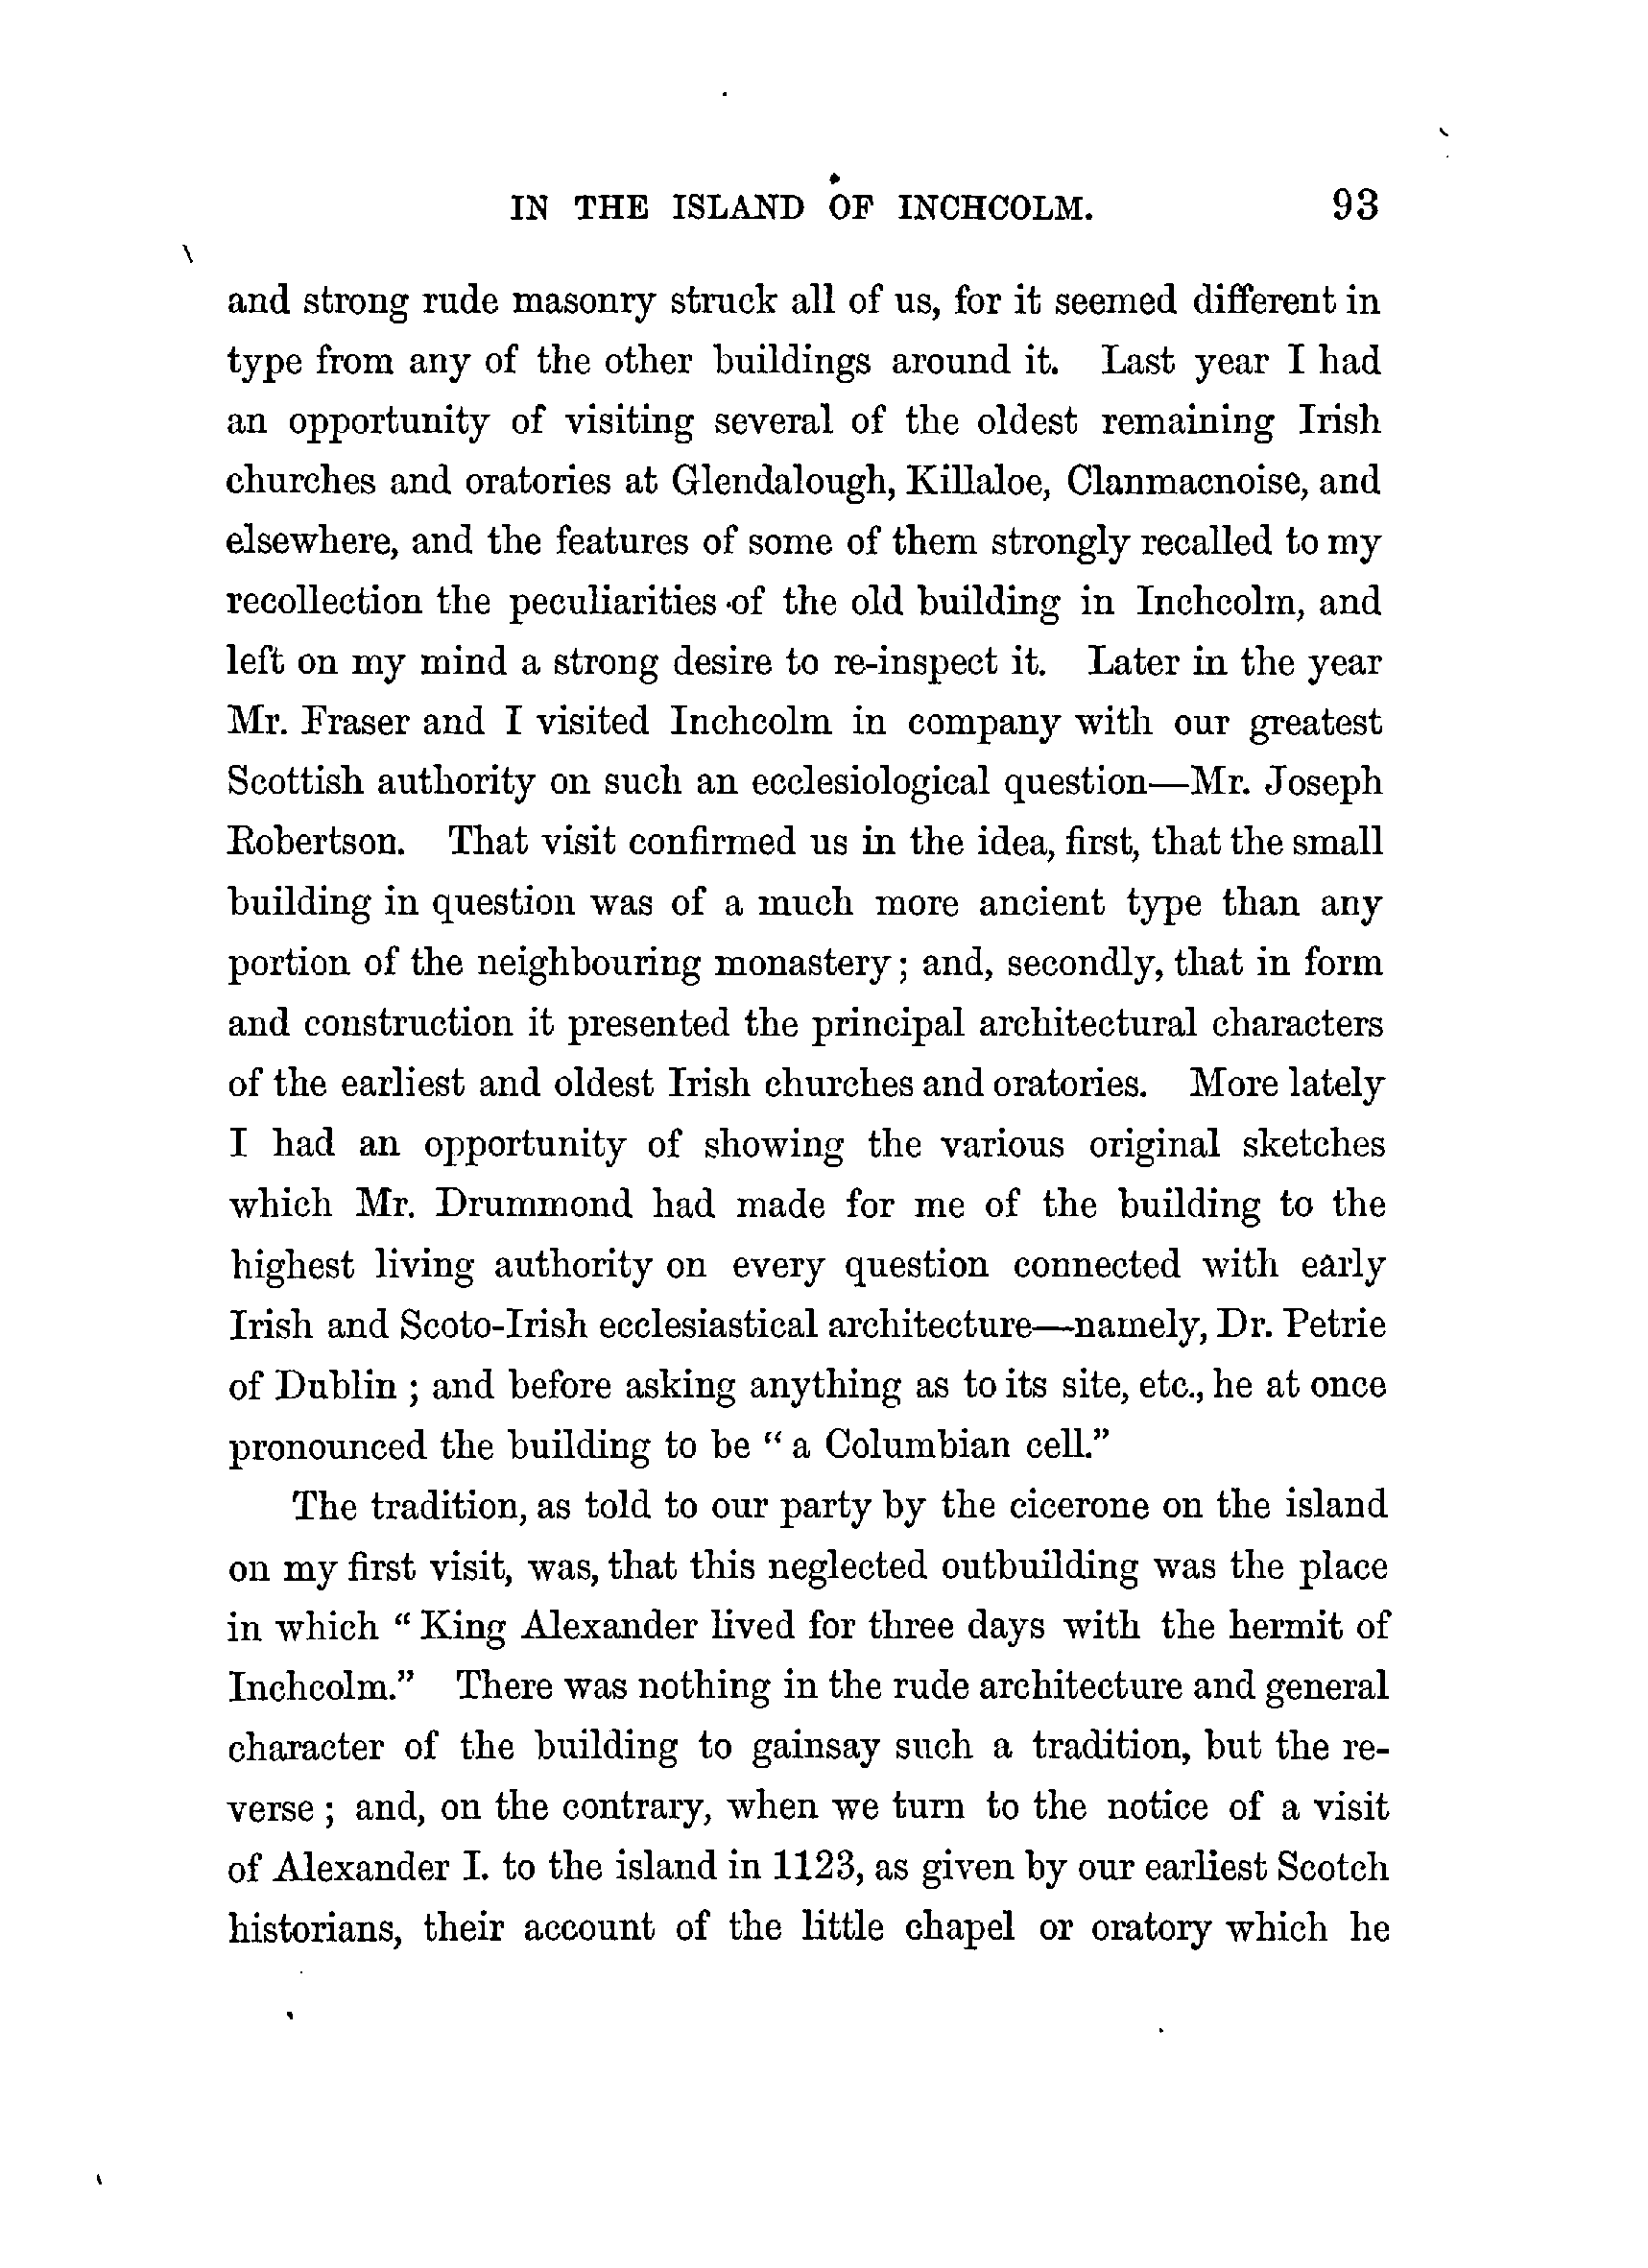 IN THE ISLAND OF INCHCOLM. 93
and strong rude masonry struck all of us, for it seemed different in
type from any of the other buildings around it. Last year I had
an opportunity of visiting several of the oldest remaining Irish
churches and oratories at Glendalough, Killaloe, Clanmacnoise, and
elsewhere, and the features of some of them strongly recalled to my
recollection the peculiarities of the old building in Inchcolm, and
left on my mind a strong desire to re-inspect it. Later in the year
Mr. Fraser and I visited Inchcolm in company with our greatest
Scottish authority on such an ecclesiological question—Mr. Joseph
Robertson. That visit confirmed us in the idea, first, that the small
building in question was of a much more ancient type than any
portion of the neighbouring monastery; and, secondly, that in form
and construction it presented the principal architectural characters
of the earliest and oldest Irish churches and oratories. More lately
I had an opportunity of showing the various original sketches
which Mr. Drummond had made for me of the building to the
highest living authority on every question connected with early
Irish and Scoto-Irish ecclesiastical architecture—namely, Dr. Petrie
of Dublin ; and before asking anything as to its site, etc., he at once
pronounced the building to be “ a Columbian cell.”
The tradition, as told to our party by the cicerone on the island
on my first visit, was, that this neglected outbuilding was the place
in which “ King Alexander lived for three days with the hermit of
Inchcolm.” There was nothing in the rude architecture and general
character of the building to gainsay such a tradition, but the re-
verse ; and, on the contrary, when we turn to the notice of a visit
of Alexander I. to the island in 1123, as given by our earliest Scotch
historians, their account of the little chapel or oratory which he